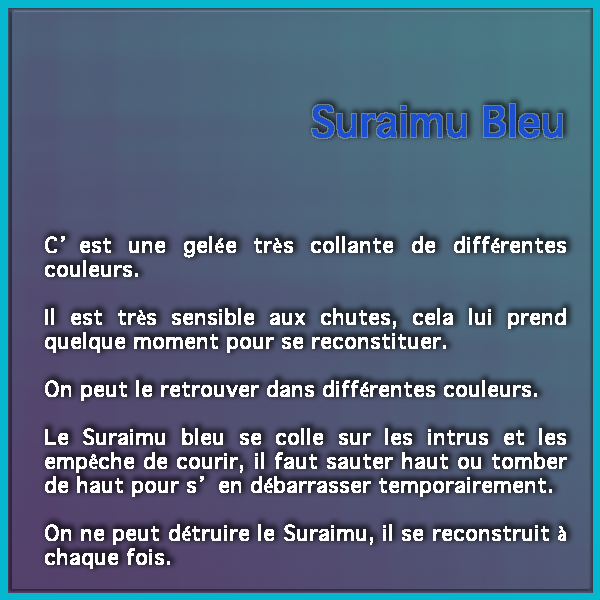 Suraimu Bleu
C’est une gelée très collante de différentes
couleurs.
Il est très sensible aux chutes, cela lui prend
quelque moment pour se reconstituer.
On peut le retrouver dans différentes couleurs.
Le Suraimu bleu se colle sur les intrus et les
empêche de courir, il faut sauter haut ou tomber
de haut pour s’en débarrasser temporairement.
On ne peut détruire le Suraimu, il se reconstruit à
chaque fois.